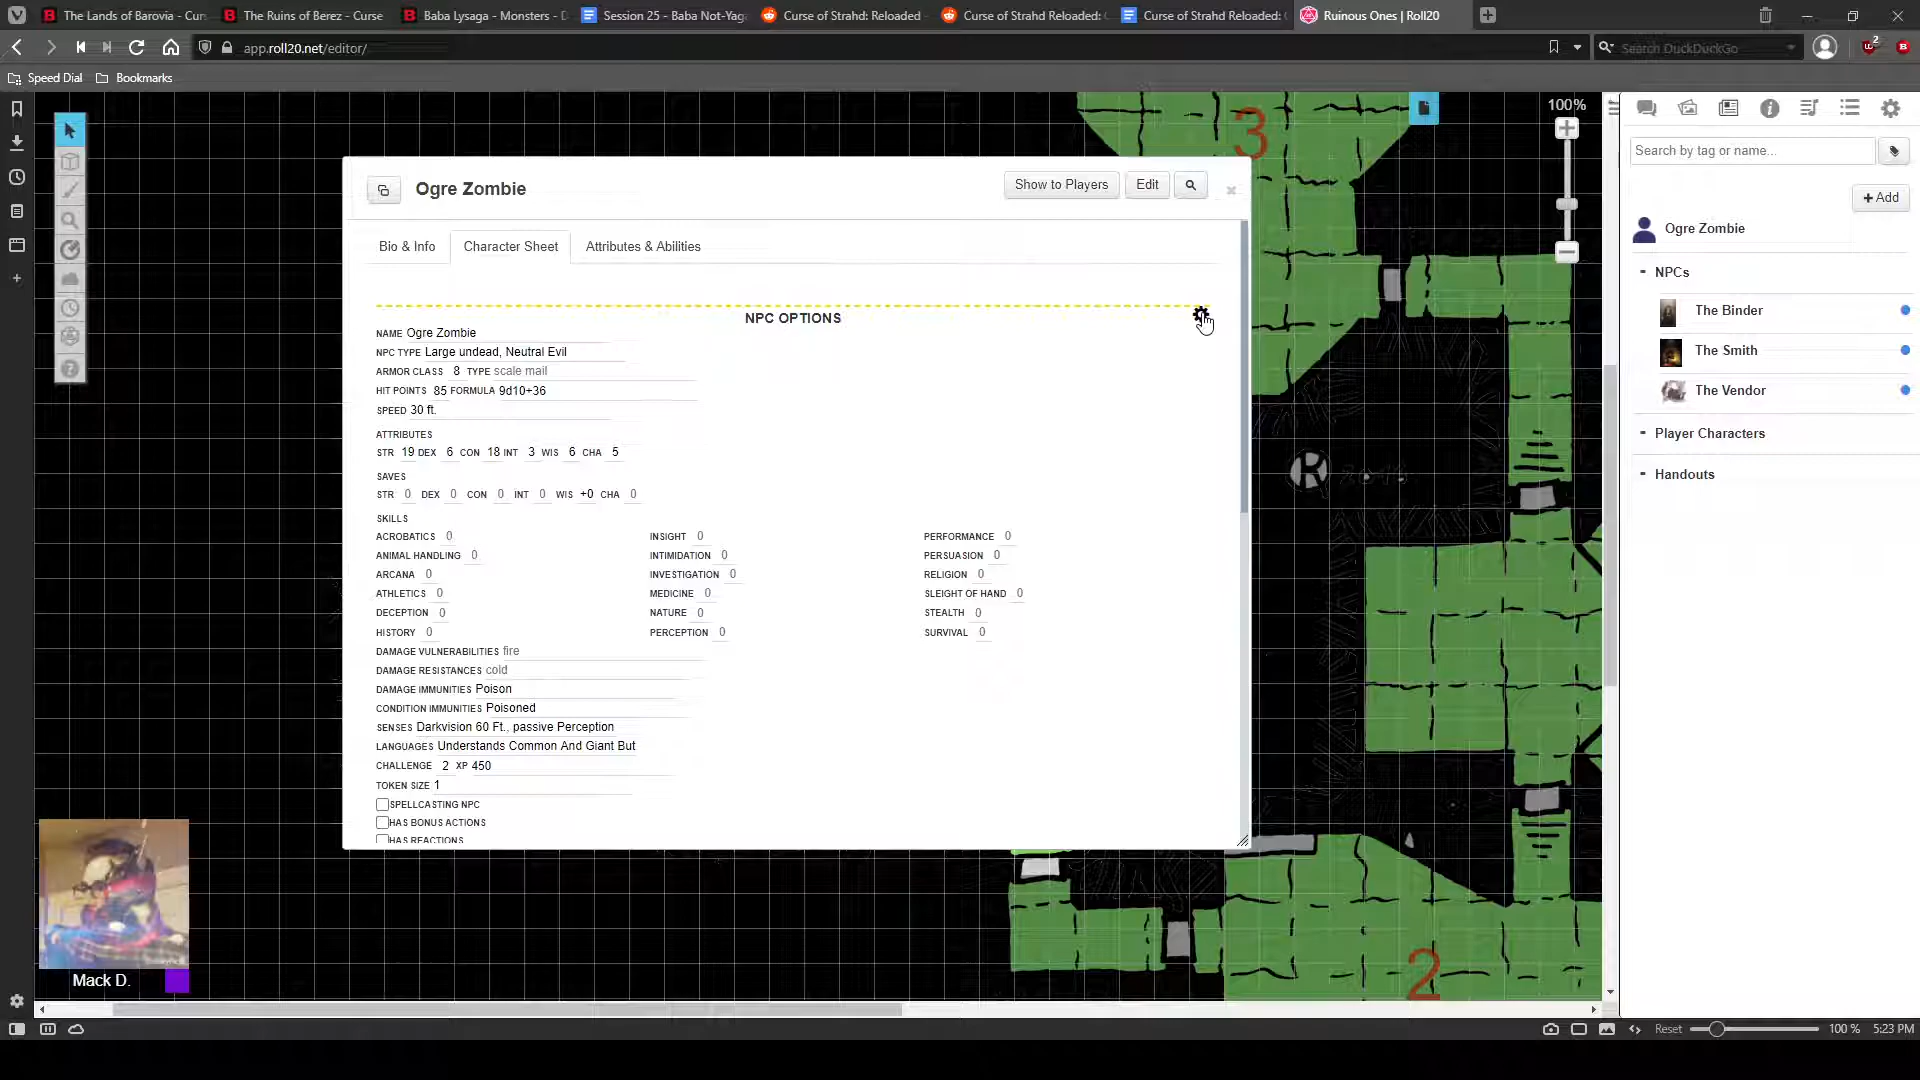 The Lands of Barovia - Cur
The Ruins of Berez - Curse
Baba Lysaga - Monsters - D
Session 25 - Baba Not-Yag
Curse of Strahd: Reloaded
Curse of Strahd Reloaded:
Curse of Strahd Reloaded:
Ruinous Ones | Roll20
app.roll20.net/editor/
Search DuckDuckGo
2
Speed Dial
Bookmarks
3
100%
Search by tag or name...
+ Add
Ogre Zombie
NPCs
The Binder
The Smith
The Vendor
Player Characters
Handouts
Ogre Zombie
Show to Players
Edit
Bio & Info
Character Sheet
Attributes & Abilities
NPC OPTIONS
NAME Ogre Zombie
NPC TYPE Large undead, Neutral Evil
ARMOR CLASS 8 TYPE scale mail
HIT POINTS 85 FORMULA 9d10+36
SPEED 30 ft.
ATTRIBUTES
STR 19 DEX 6 CON 18 INT 3 WIS 6 CHA 5
SAVES
STR 0 DEX 0 CON 0 INT 0 WIS +0 CHA 0
SKILLS
ACROBATICS 0 INSIGHT 0 PERFORMANCE 0
ANIMAL HANDLING 0 INTIMIDATION 0 PERSUASION 0
ARCANA 0 INVESTIGATION 0 RELIGION 0
ATHLETICS 0 MEDICINE 0 SLEIGHT OF HAND 0
DECEPTION 0 NATURE 0 STEALTH 0
HISTORY 0 PERCEPTION 0 SURVIVAL 0
DAMAGE VULNERABILITIES fire
DAMAGE RESISTANCES cold
DAMAGE IMMUNITIES Poison
CONDITION IMMUNITIES Poisoned
SENSES Darkvision 60 Ft., passive Perception
LANGUAGES Understands Common And Giant But
CHALLENGE 2 XP 450
TOKEN SIZE 1
SPELLCASTING NPC
HAS BONUS ACTIONS
HAS REACTIONS
2
Mack D.
Reset
100 %
5:23 PM